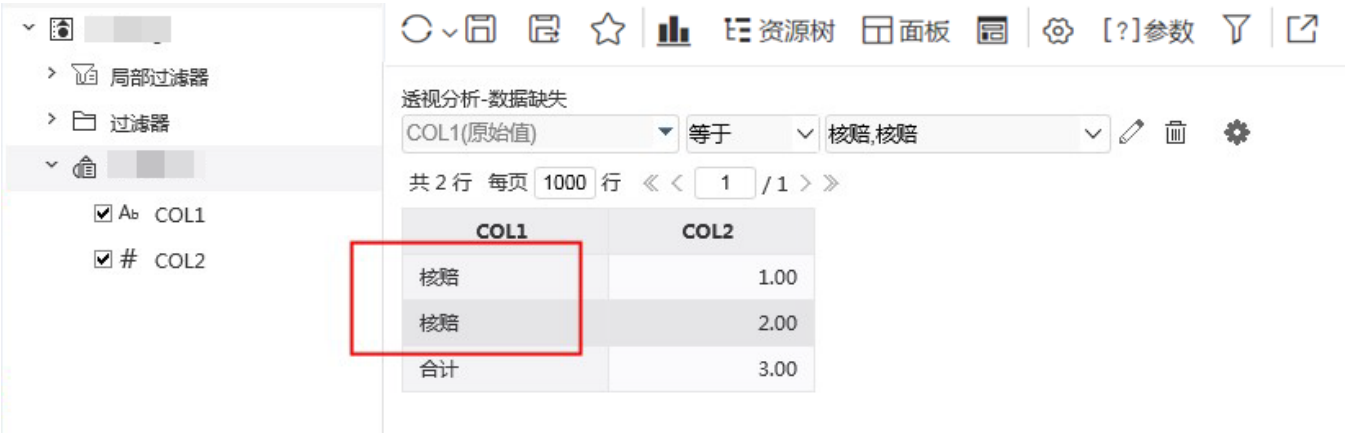 资源树 面板 [?]参数
局部过滤器
过滤器
COL1
COL2
透视分析-数据缺失
COL1(原始值) 等于 核赔,核赔
共 2 行 每页 1000 行 1 / 1
COL1 COL2
核赔 1.00
核赔 2.00
合计 3.00